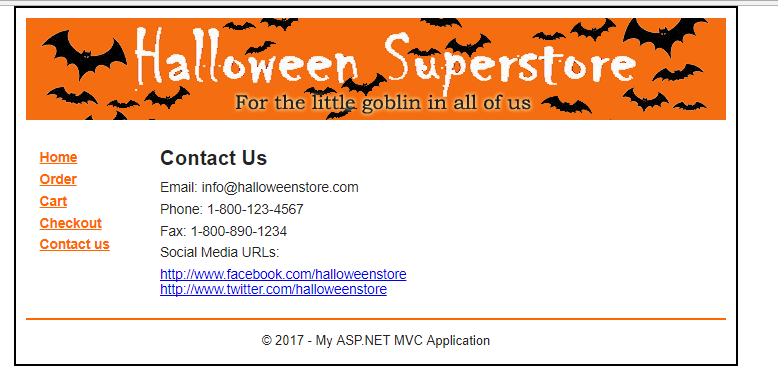 Halloween Superstore
For the little goblin in all of us
Home
Order
Cart
Checkout
Contact us
Contact Us
Email: info@halloweenstore.com
Phone: 1-800-123-4567
Fax: 1-800-890-1234
Social Media URLs:
http://www.facebook.com/halloweenstore
http://www.twitter.com/halloweenstore
© 2017 - My ASP.NET MVC Application